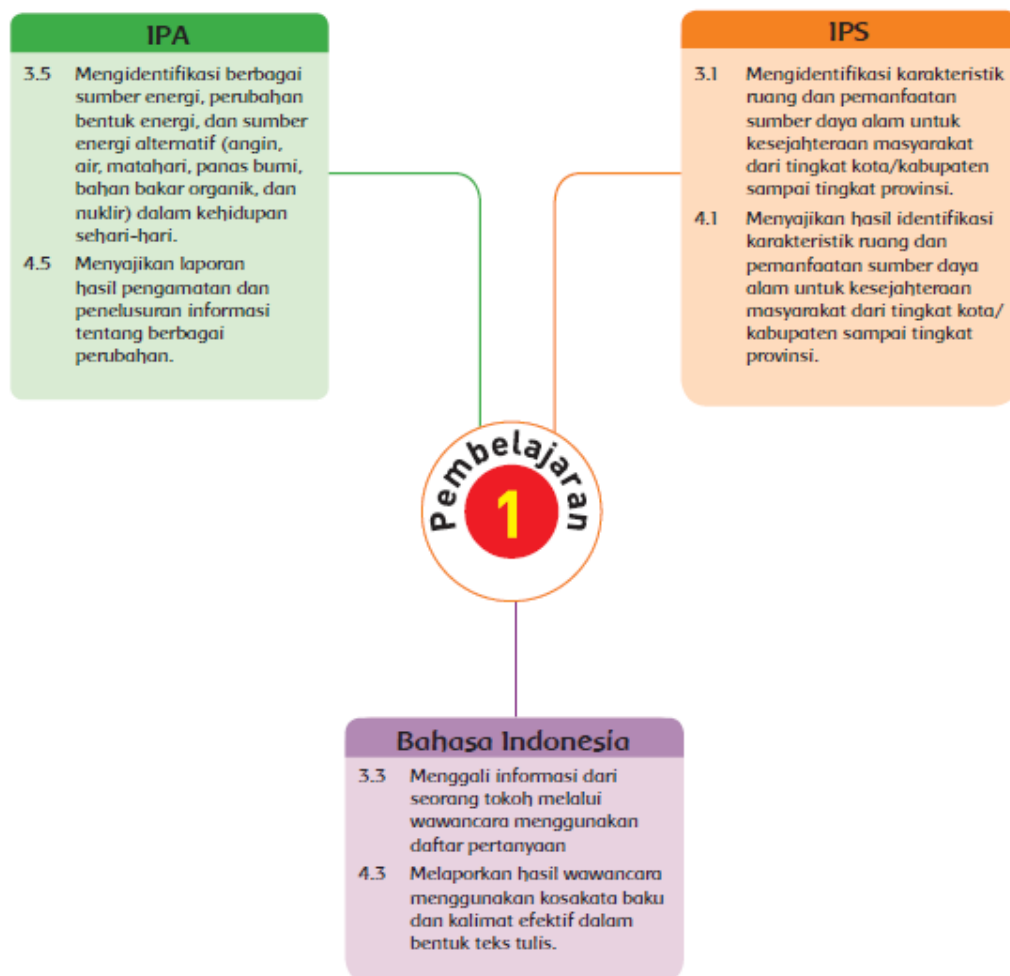 IPA
3.5 Mengidentifikasi berbagai
sumber energi, perubahan
bentuk energi, dan sumber
energi alternatif (angin,
air, matahari, panas bumi,
bahan bakar organik, dan
nuklir) dalam kehidupan
sehari-hari.
4.5 Menyajikan laporan
hasil pengamatan dan
penelusuran informasi
tentang berbagai
perubahan.
IPS
3.1 Mengidentifikasi karakteristik
ruang dan pemanfaatan
sumber daya alam untuk
kesejahteraan masyarakat
dari tingkat kota/kabupaten
sampai tingkat provinsi.
4.1 Menyajikan hasil identifikasi
karakteristik ruang dan
pemanfaatan sumber daya
alam untuk kesejahteraan
masyarakat dari tingkat kota/
kabupaten sampai tingkat
provinsi.
Pembelajaran
1
Bahasa Indonesia
3.3 Menggali informasi dari
seorang tokoh melalui
wawancara menggunakan
daftar pertanyaan
4.3 Melaporkan hasil wawancara
menggunakan kosakata baku
dan kalimat efektif dalam
bentuk teks tulis.